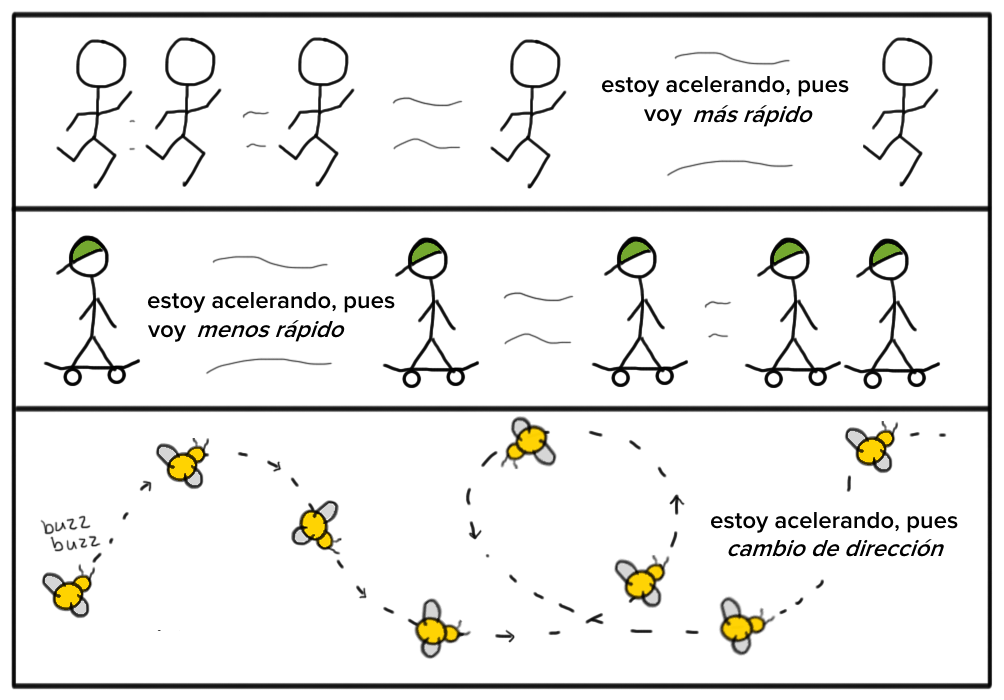 estoy acelerando, pues
voy más rápido
estoy acelerando, pues
voy menos rápido
buzz
buzz
estoy acelerando, pues
cambio de dirección